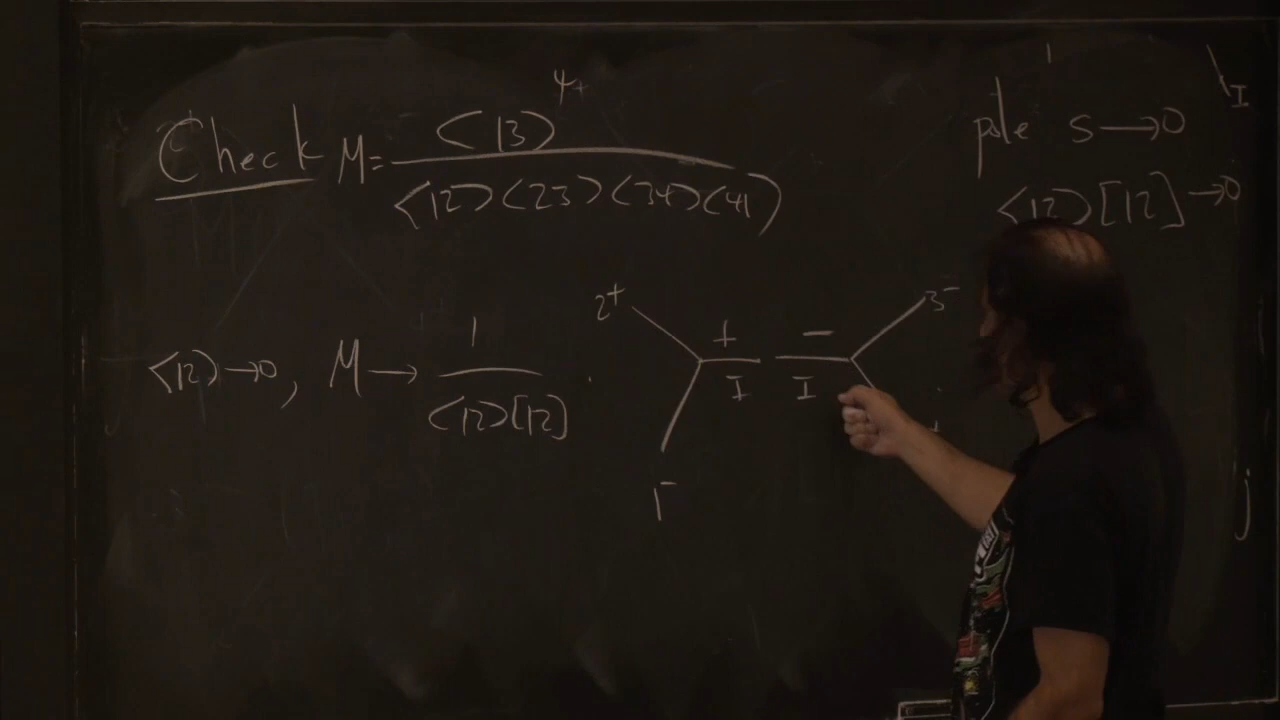 Check M = <13>^4 / <12><23><34><41>
pole s → 0
<12>[12] → 0
I
<12> → 0, M → 1 / <12>[12] ·
2+ + - 3-
I I
1-
j